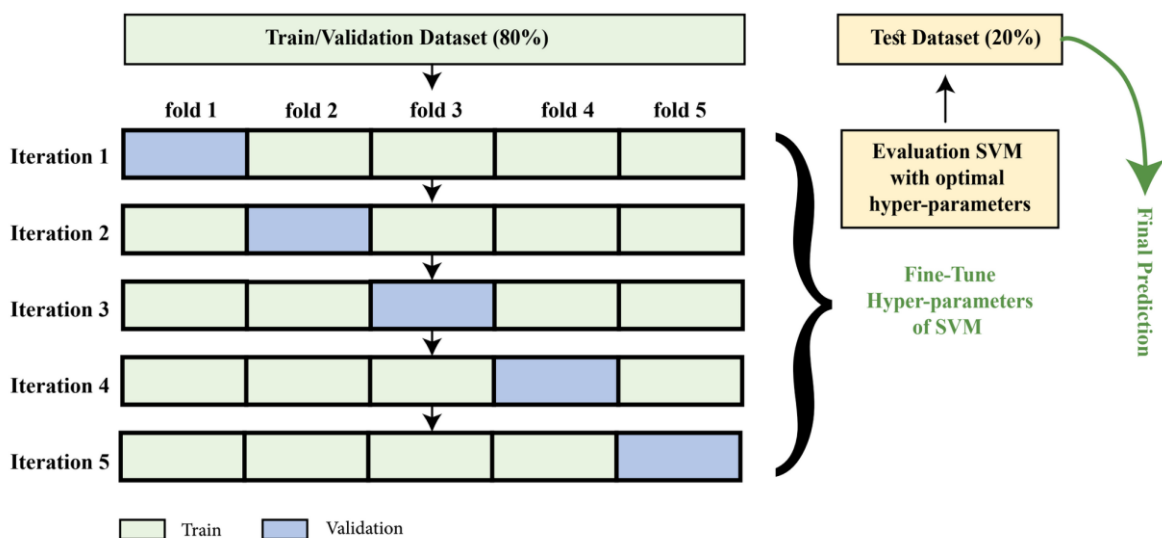 Train/Validation Dataset (80%)
Test Dataset (20%)
fold 1
fold 2
fold 3
fold 4
fold 5
Iteration 1
Iteration 2
Iteration 3
Iteration 4
Iteration 5
Evaluation SVM
with optimal
hyper-parameters
Fine-Tune
Hyper-parameters
of SVM
Final Prediction
Train
Validation